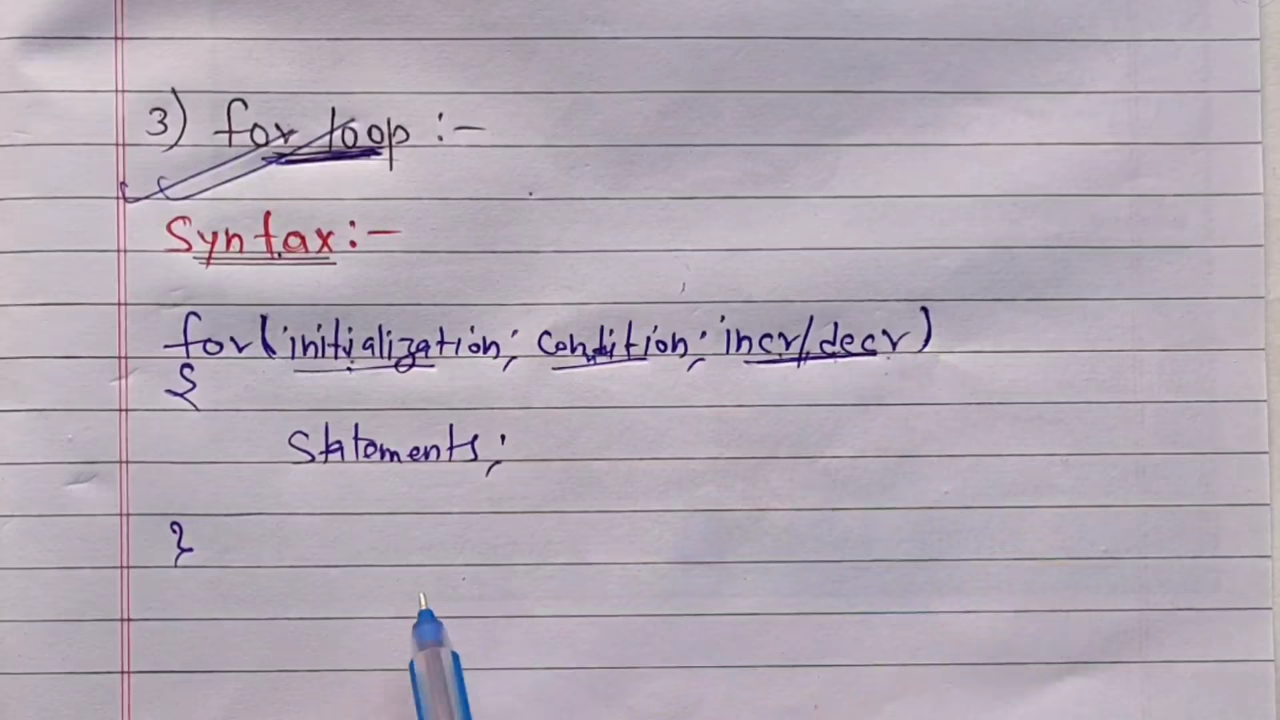 3) for loop :-
Syntax:-
for(initialization; condition; incr/decr)
{
Statements;
}